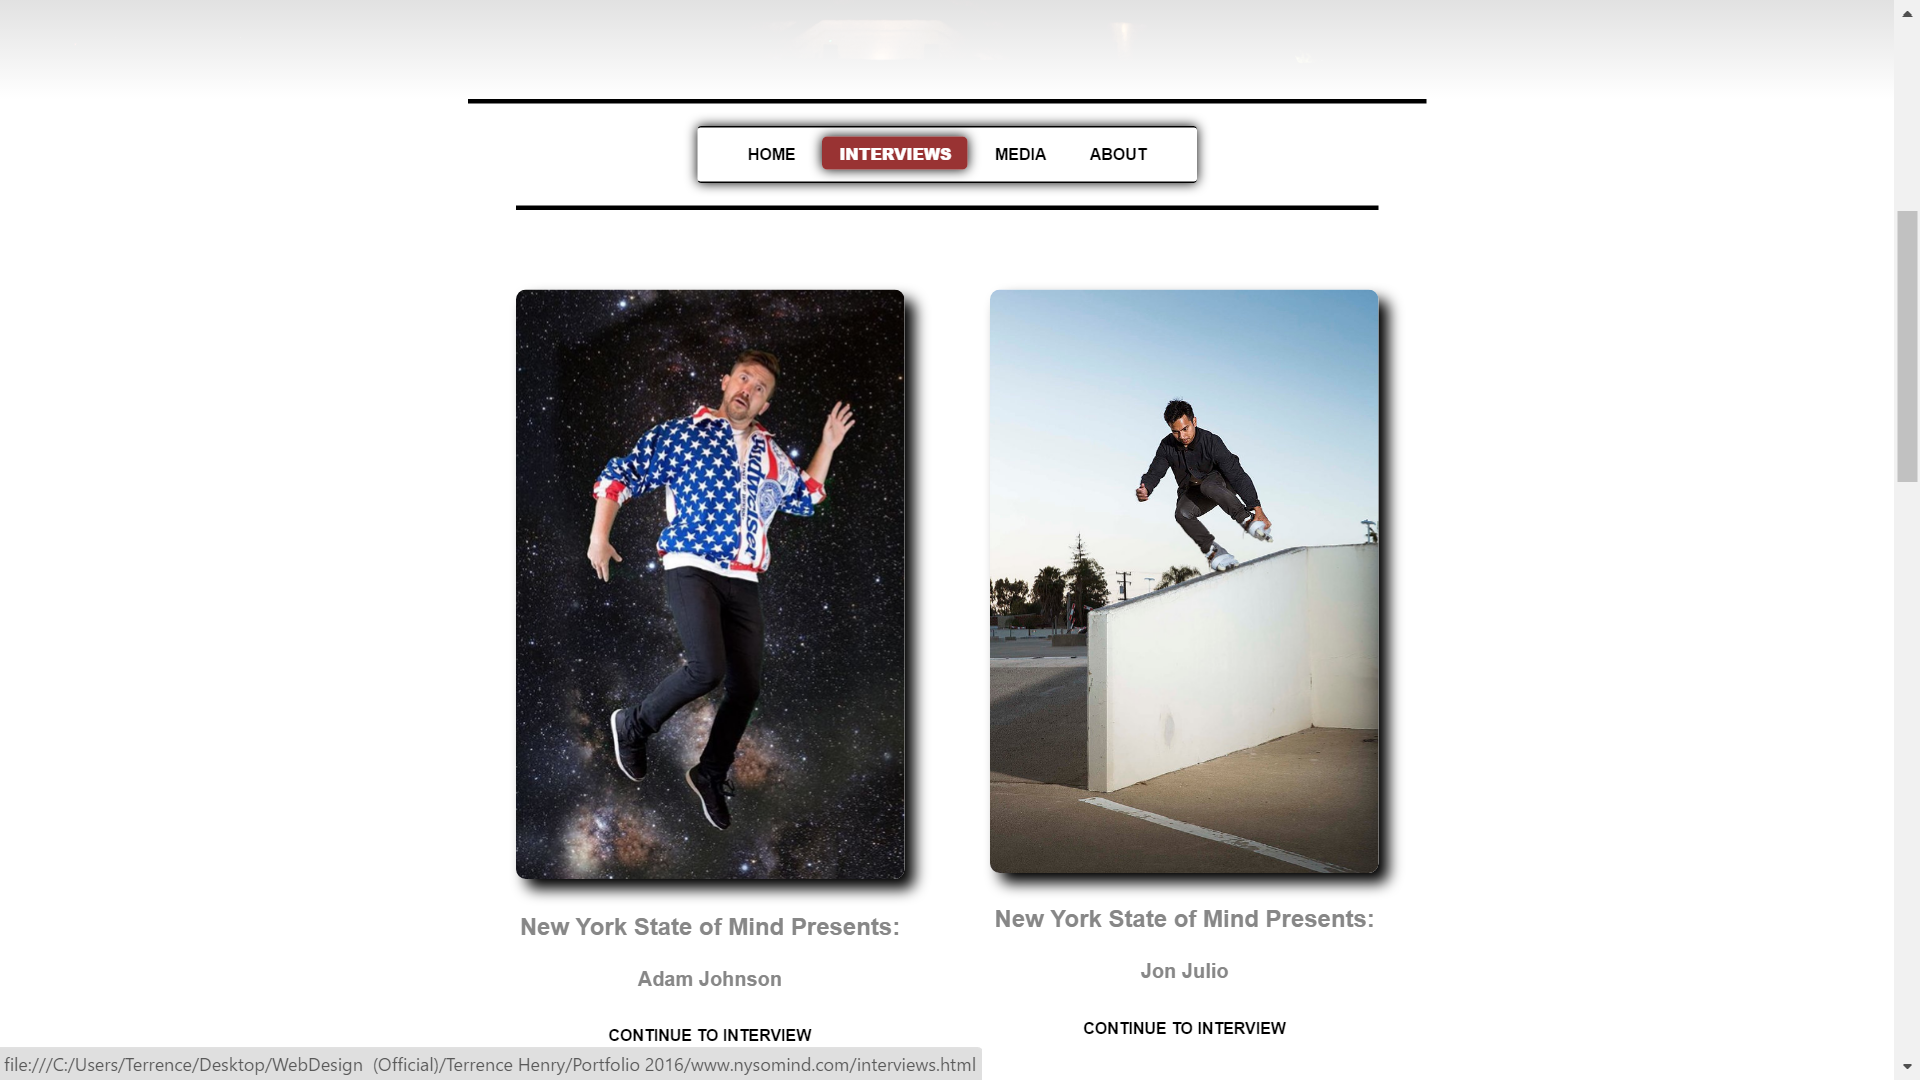 HOME INTERVIEWS MEDIA ABOUT
Budweiser
New York State of Mind Presents:
Adam Johnson
CONTINUE TO INTERVIEW
New York State of Mind Presents:
Jon Julio
CONTINUE TO INTERVIEW
file:///C:/Users/Terrence/Desktop/WebDesign  (Official)/Terrence Henry/Portfolio 2016/www.nysomind.com/interviews.html